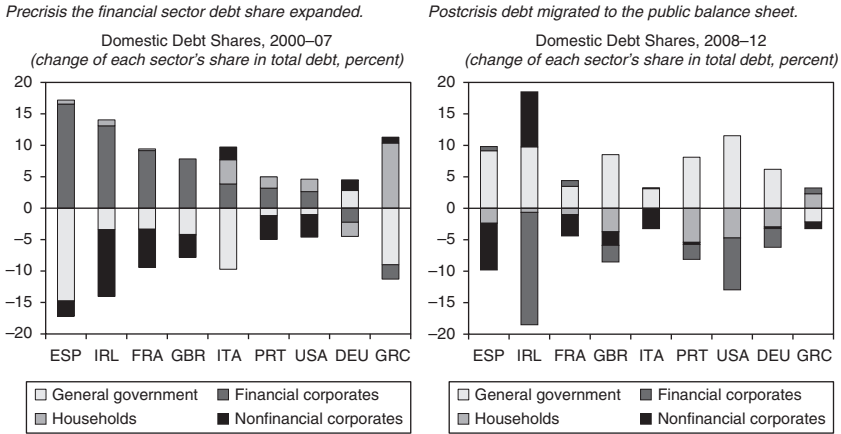 Precrisis the financial sector debt share expanded.
Domestic Debt Shares, 2000–07
(change of each sector's share in total debt, percent)
20
15
10
5
0
–5
–10
–15
–20
ESP IRL FRA GBR ITA PRT USA DEU GRC
General government Financial corporates
Households Nonfinancial corporates
Postcrisis debt migrated to the public balance sheet.
Domestic Debt Shares, 2008–12
(change of each sector's share in total debt, percent)
20
15
10
5
0
–5
–10
–15
–20
ESP IRL FRA GBR ITA PRT USA DEU GRC
General government Financial corporates
Households Nonfinancial corporates